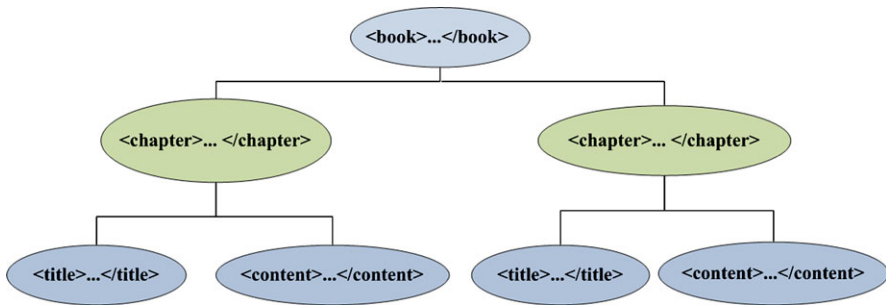 <book>...</book>
<chapter>... </chapter>
<chapter>... </chapter>
<title>...</title>
<content>...</content>
<title>...</title>
<content>...</content>